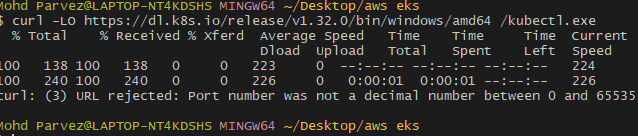 Mohd Parvez@LAPTOP-NT4KDSHS MINGW64 ~/Desktop/aws eks
$ curl -LO https://dl.k8s.io/release/v1.32.0/bin/windows/amd64 /kubectl.exe
% Total % Received % Xferd Average Speed Time Time Time Current
Dload Upload Total Spent Left Speed
100 138 100 138 0 0 223 0 --:--:-- --:--:-- --:--:-- 224
100 240 100 240 0 0 226 0 0:00:01 0:00:01 --:--:-- 226
curl: (3) URL rejected: Port number was not a decimal number between 0 and 65535
Mohd Parvez@LAPTOP-NT4KDSHS MINGW64 ~/Desktop/aws eks